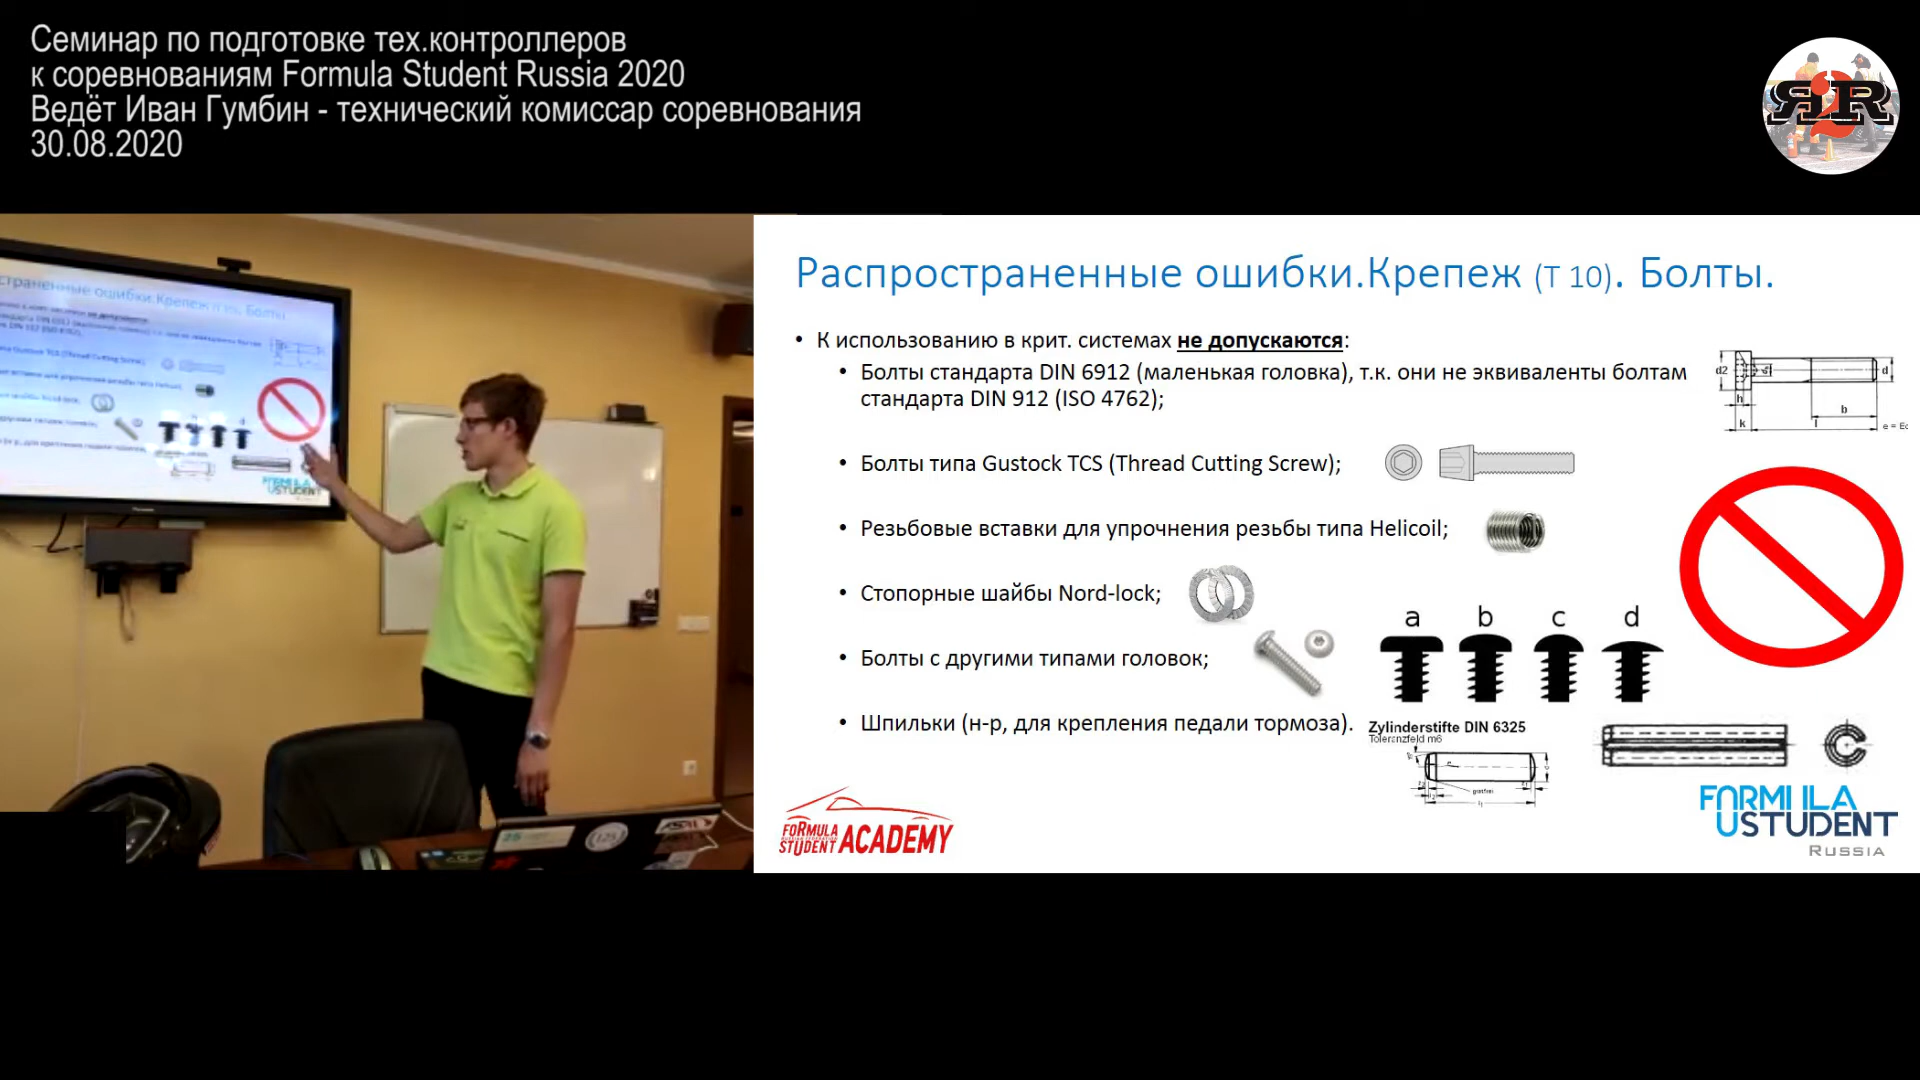 Семинар по подготовке тех.контроллеров
к соревнованиям Formula Student Russia 2020
Ведёт Иван Гумбин - технический комиссар соревнования
30.08.2020
Распространенные ошибки.Крепеж (Т 10). Болты.
• К использованию в крит. системах не допускаются:
• Болты стандарта DIN 6912 (маленькая головка), т.к. они не эквиваленты болтам
стандарта DIN 912 (ISO 4762);
d2
d
h
b
k
l
• Болты типа Gustock TCS (Thread Cutting Screw);
• Резьбовые вставки для упрочнения резьбы типа Helicoil;
• Стопорные шайбы Nord-lock;
a b c d
• Болты с другими типами головок;
• Шпильки (н-р, для крепления педали тормоза).
Zylinderstifte DIN 6325
Toleranzfeld m6
FORMULA
STUDENT ACADEMY
FORMULA
STUDENT
RUSSIA